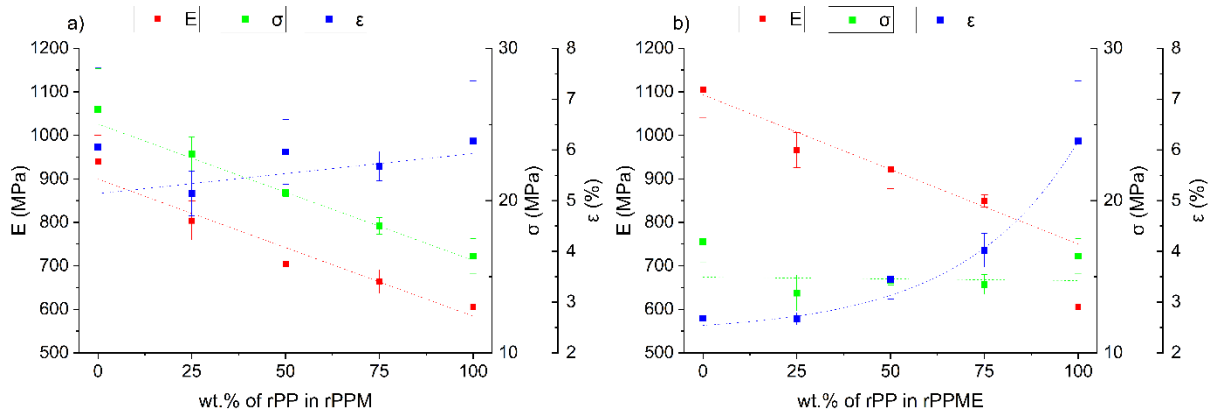 a)
E
σ
ε
1200
1100
1000
900
800
700
600
500
E (MPa)
30
20
10
σ (MPa)
8
7
6
5
4
3
2
ε (%)
0 25 50 75 100
wt.% of rPP in rPPM
b)
E
σ
ε
1200
1100
1000
900
800
700
600
500
E (MPa)
30
20
10
σ (MPa)
8
7
6
5
4
3
2
ε (%)
0 25 50 75 100
wt.% of rPP in rPPME